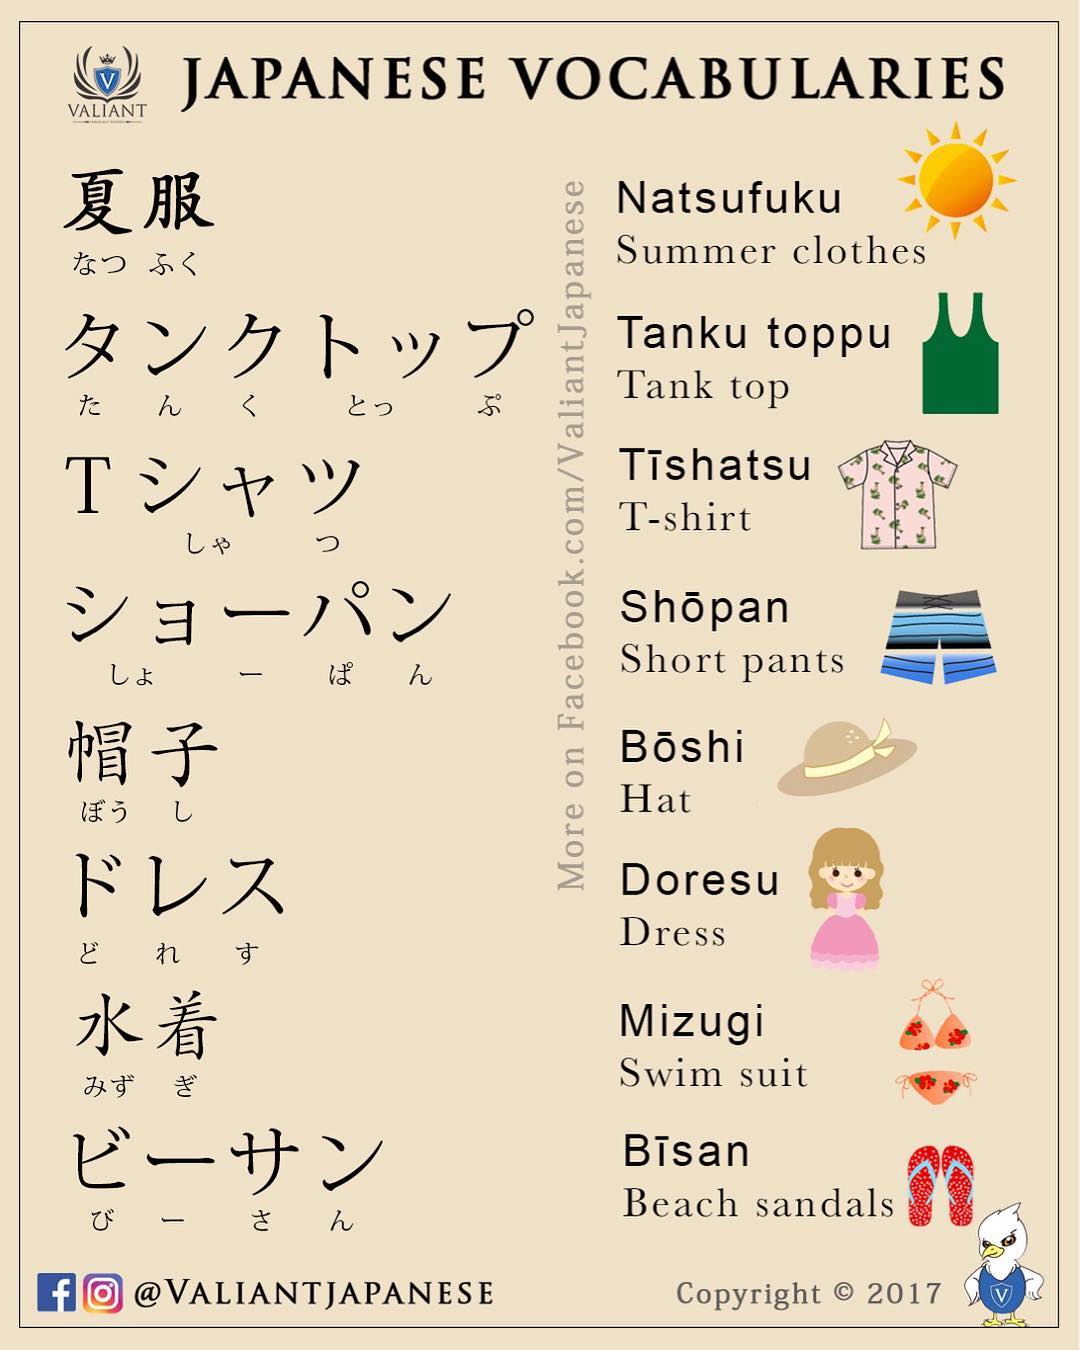 VALIANT
JAPANESE VOCABULARIES
夏服
なつ ふく
Natsufuku
Summer clothes
タンクトップ
た ん く とっ ぷ
Tanku toppu
Tank top
Tシャツ
しゃ つ
Tīshatsu
T-shirt
ショーパン
しょ ー ぱ ん
Shōpan
Short pants
帽子
ぼう し
Bōshi
Hat
ドレス
ど れ す
Doresu
Dress
水着
みず ぎ
Mizugi
Swim suit
ビーサン
び ー さ ん
Bīsan
Beach sandals
More on Facebook.com/ValiantJapanese
@VALIANTJAPANESE
Copyright © 2017
V
V